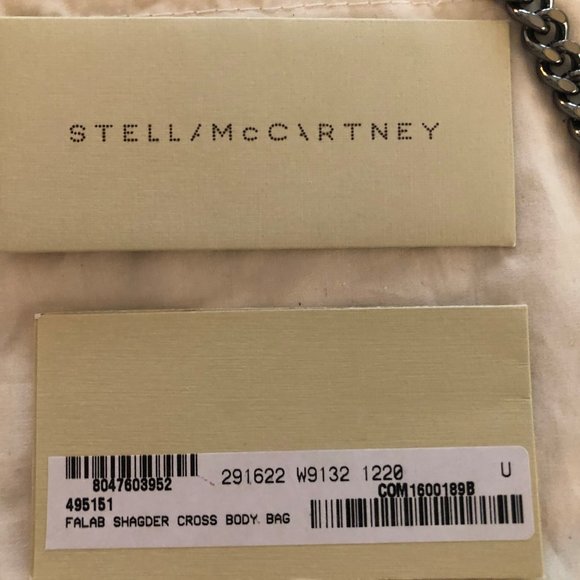 STELLA McCARTNEY
8047603952
291622 W9132 1220
U
495151
COM1600189B
FALAB SHAGDER CROSS BODY BAG